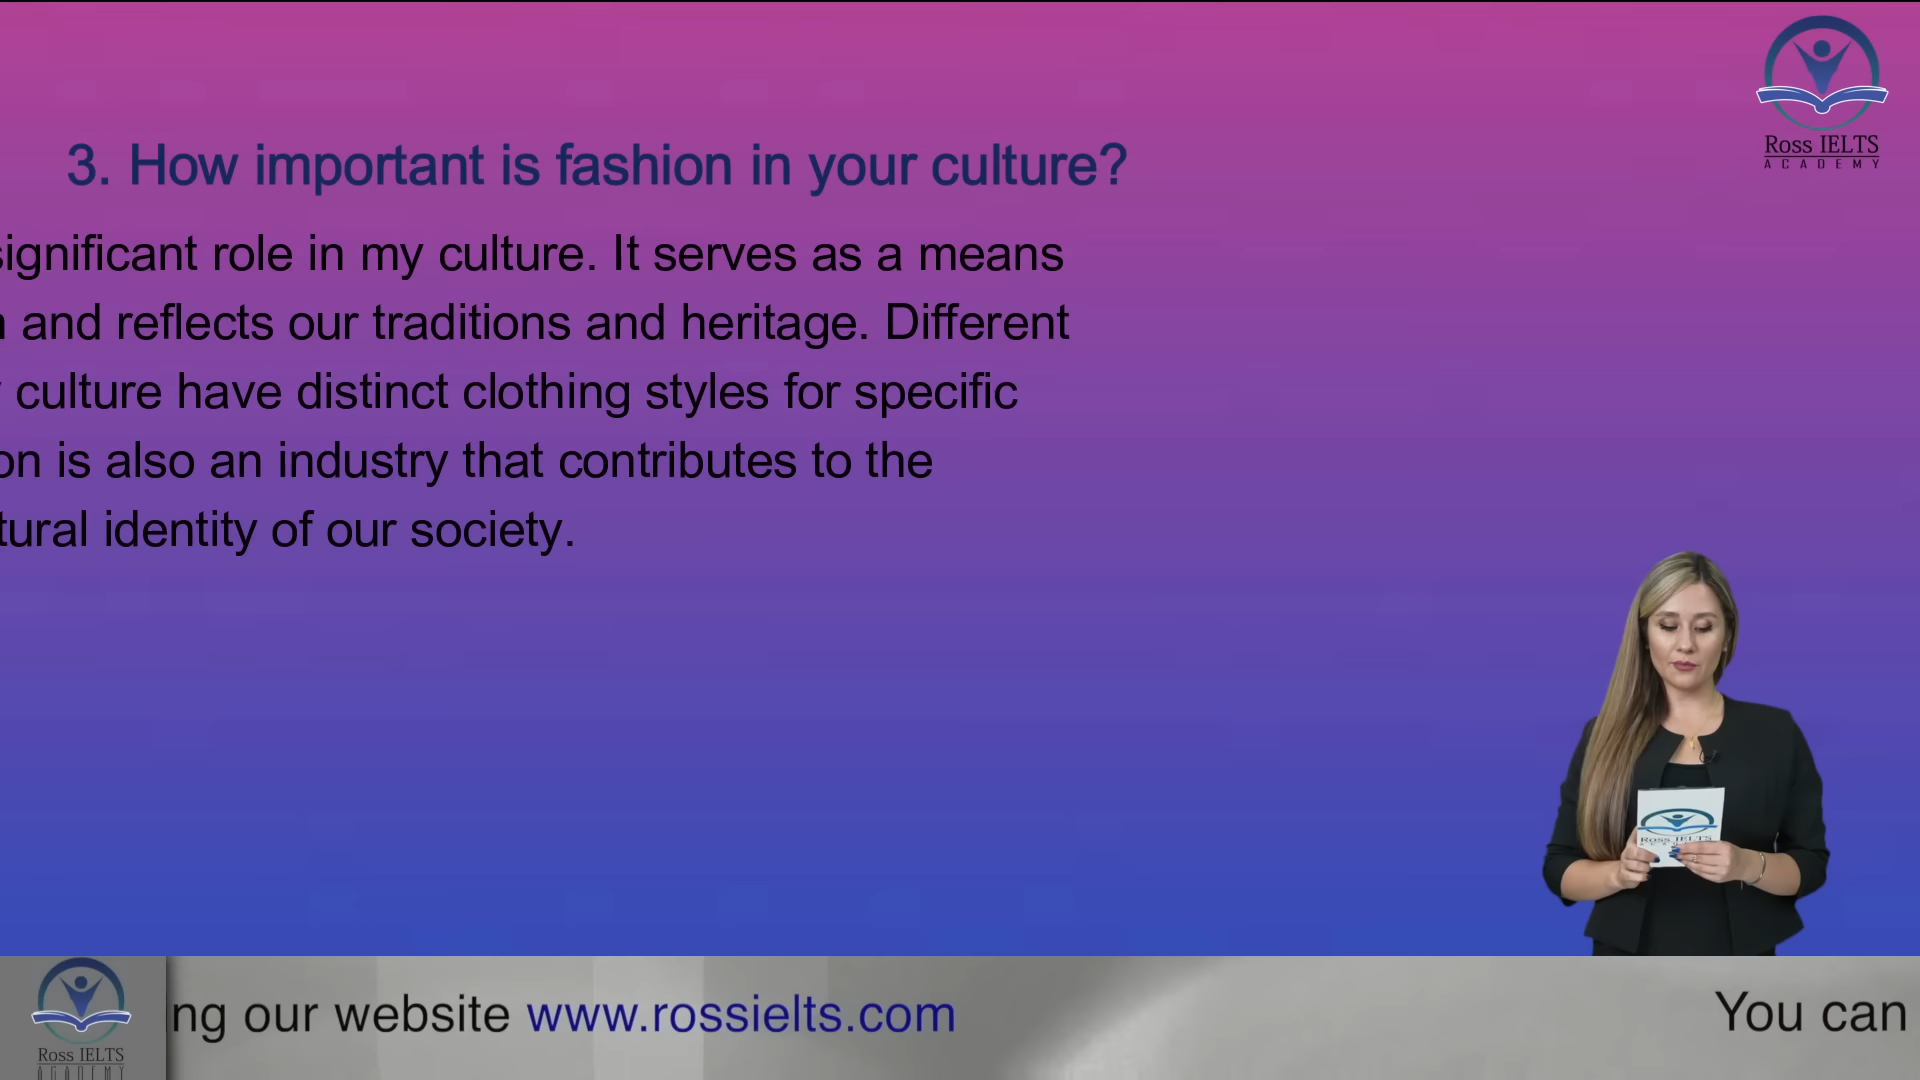 Ross IELTS
ACADEMY
3. How important is fashion in your culture?
significant role in my culture. It serves as a means
and reflects our traditions and heritage. Different
culture have distinct clothing styles for specific
on is also an industry that contributes to the
tural identity of our society.
ROSS IELTS
ng our website www.rossielts.com
You can
Ross IELTS
ACADEMY